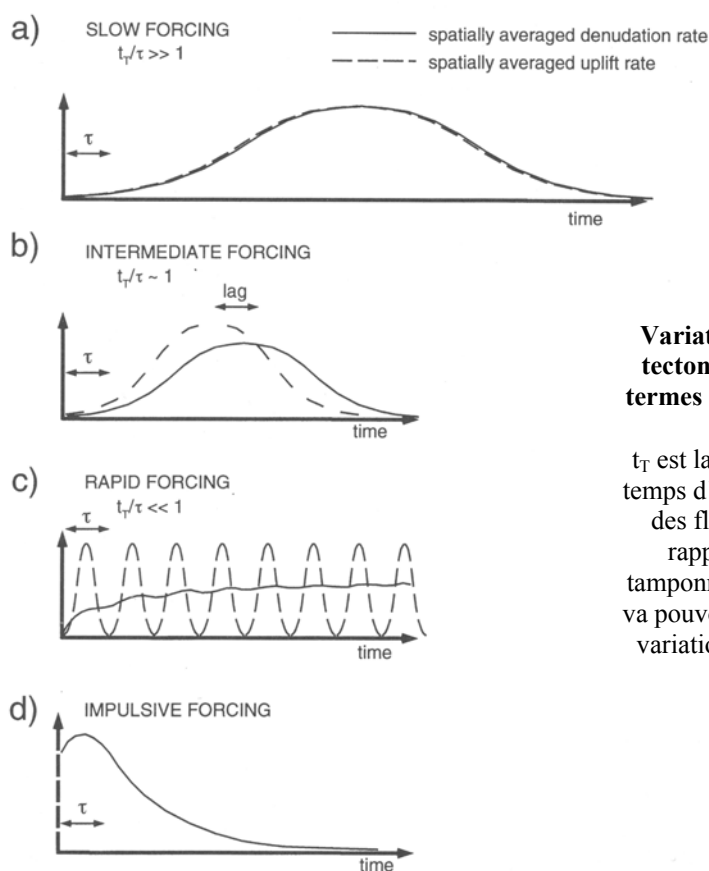 a) SLOW FORCING
t_T/τ >> 1
spatially averaged denudation rate
spatially averaged uplift rate
τ
time
b) INTERMEDIATE FORCING
t_T/τ ~ 1
lag
τ
time
c) RAPID FORCING
t_T/τ << 1
τ
time
d) IMPULSIVE FORCING
τ
time
Variat
tecton
termes
t_T est la
temps d
des fl
rapp
tamponn
va pouv
variatio